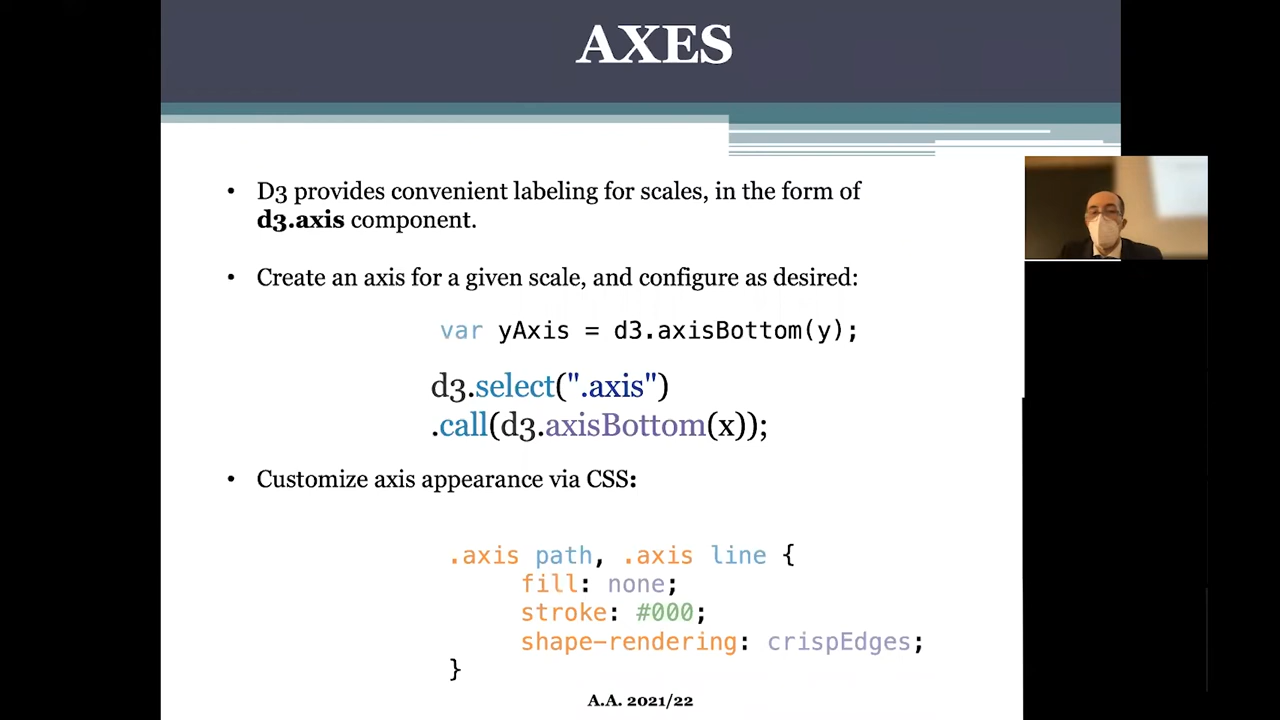 AXES
• D3 provides convenient labeling for scales, in the form of
d3.axis component.
• Create an axis for a given scale, and configure as desired:
var yAxis = d3.axisBottom(y);
d3.select(".axis")
.call(d3.axisBottom(x));
• Customize axis appearance via CSS:
.axis path, .axis line {
fill: none;
stroke: #000;
shape-rendering: crispEdges;
}
A.A. 2021/22